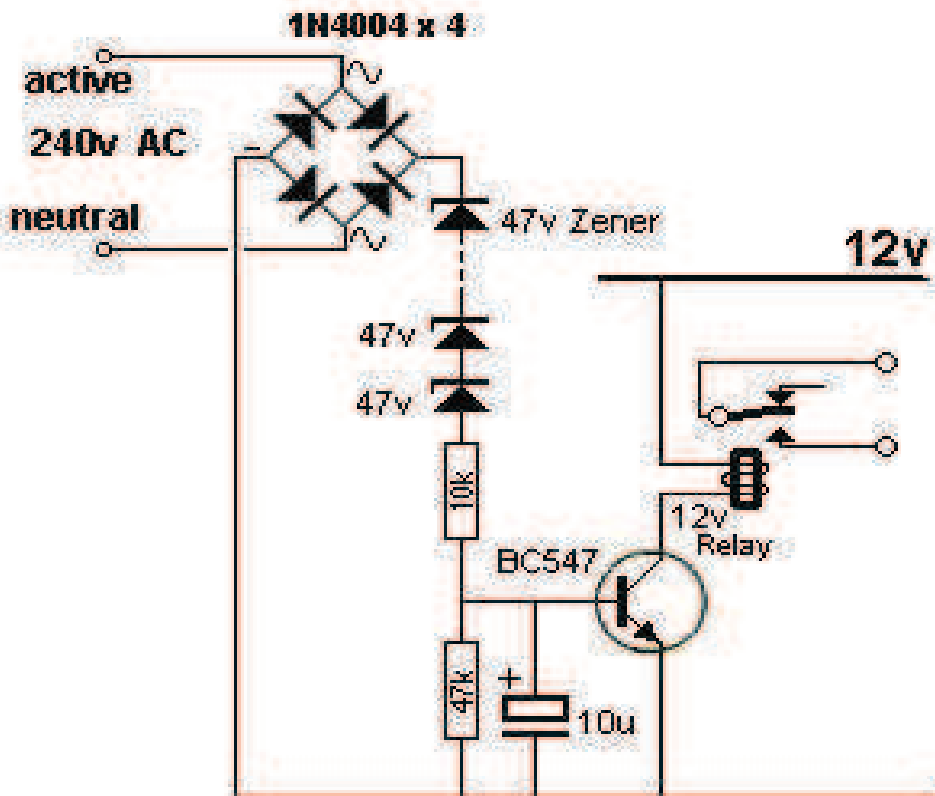 1N4004 x 4
active
240v AC
-
neutral
47v Zener
12v
47v
47v
10k
12v
Relay
BC547
47k
+
10u